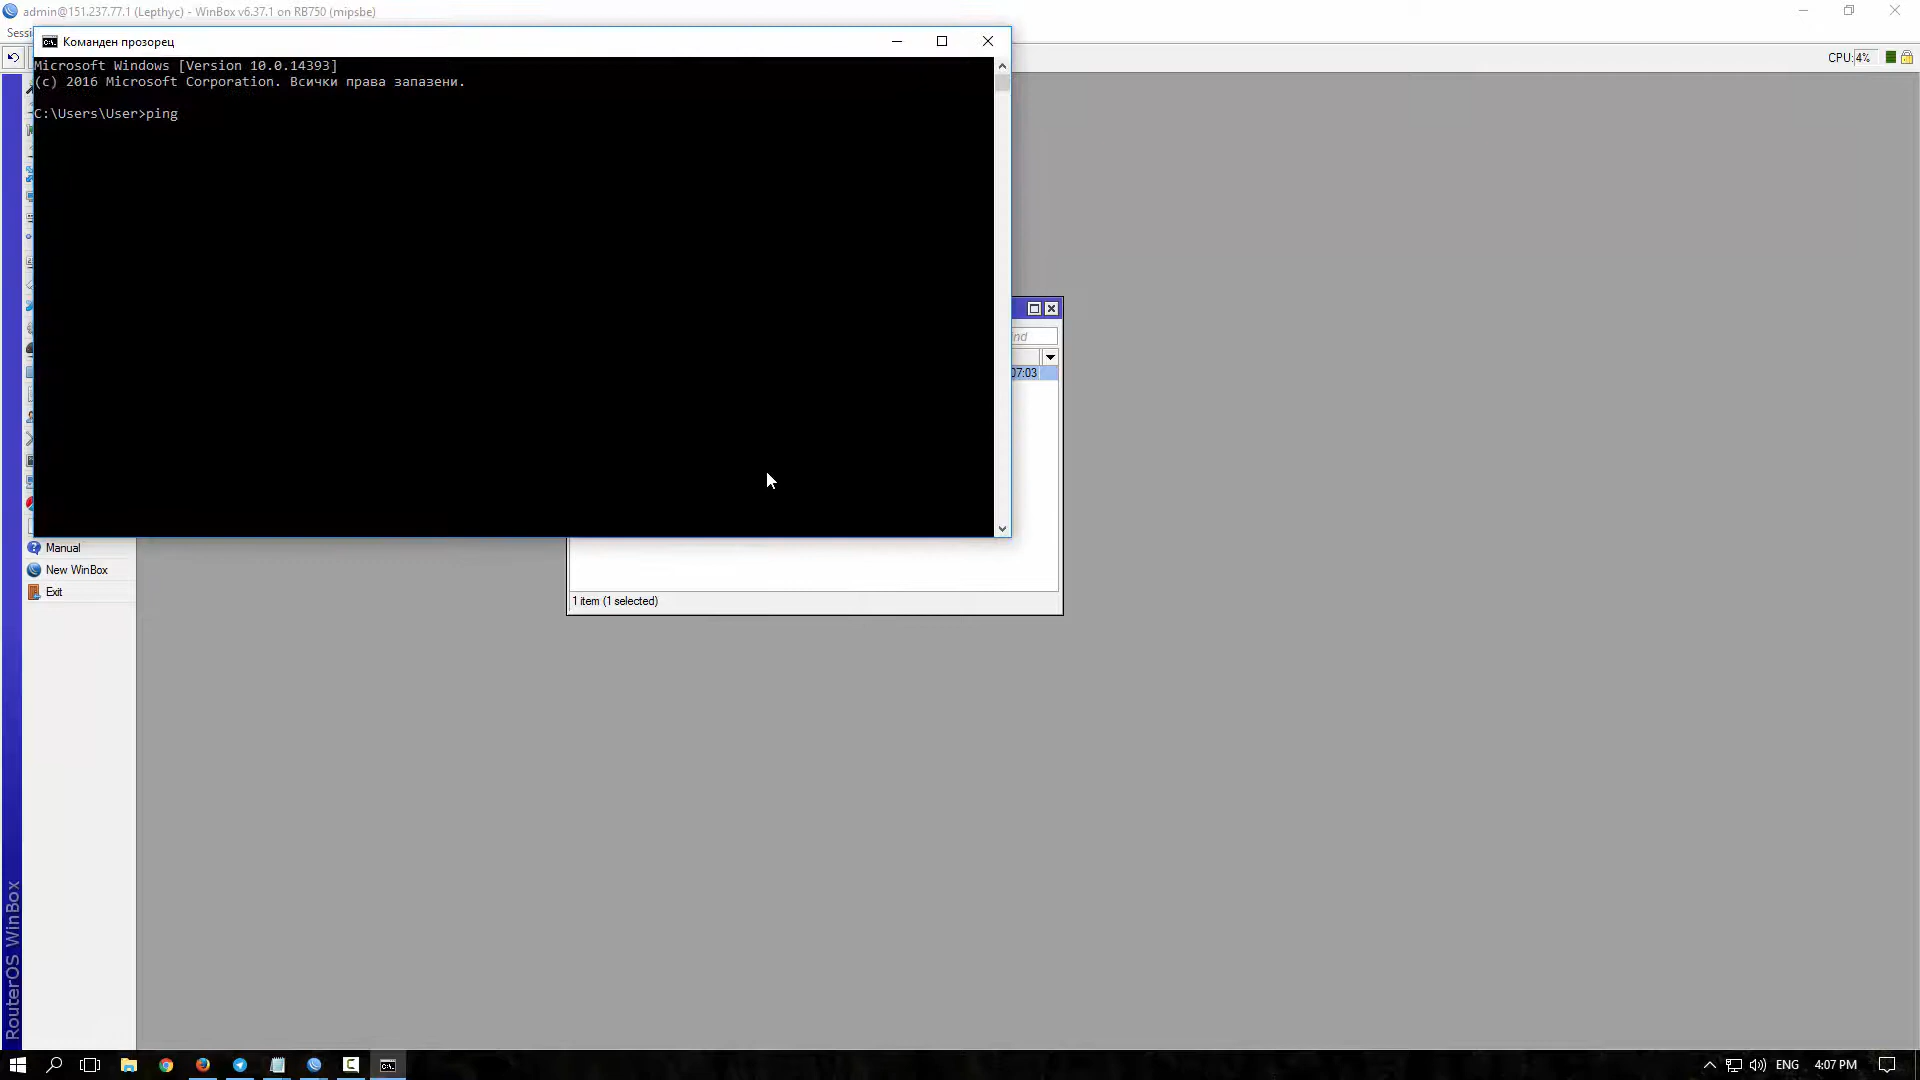 admin@151.237.77.1 (Lepthyc) - WinBox v6.37.1 on RB750 (mipsbe)
Командeн прозорец
CPU: 4%
Microsoft Windows [Version 10.0.14393]
(c) 2016 Microsoft Corporation. Всички права запазени.
C:\Users\User>ping
07:03
Manual
New WinBox
Exit
1 item (1 selected)
RouterOS WinBox
ENG
4:07 PM